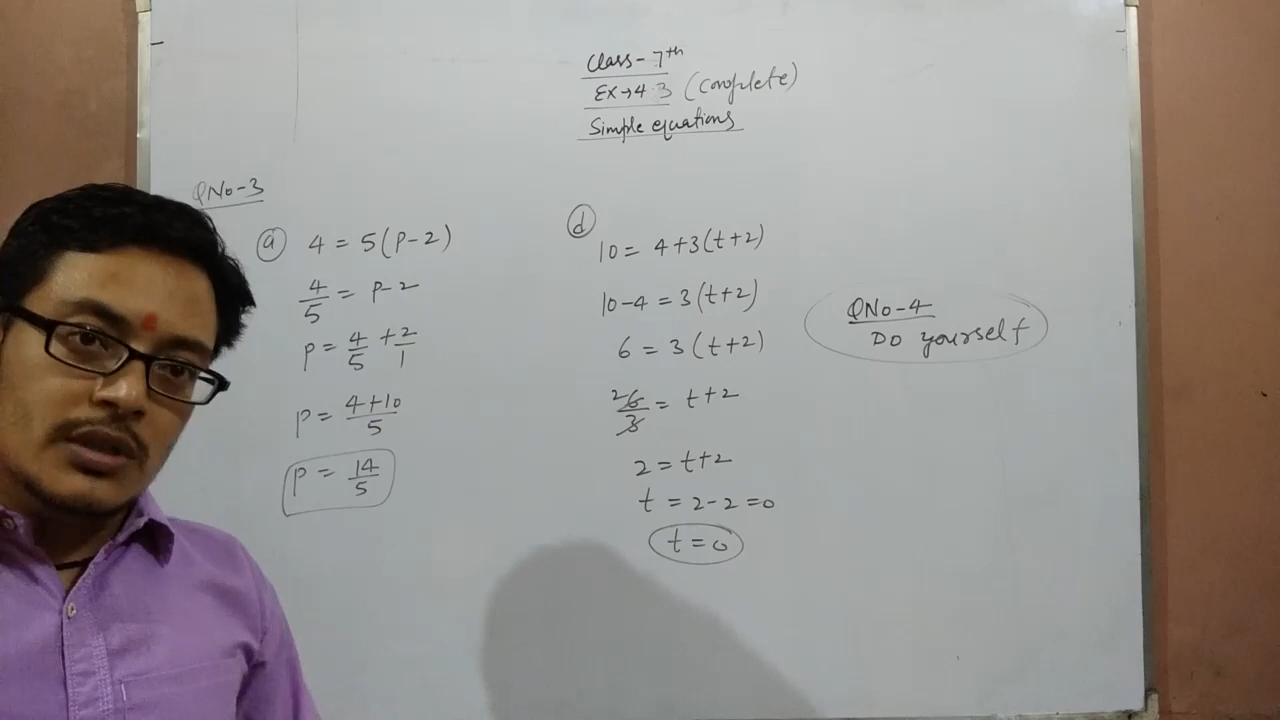 Class - 7th
Ex → 4.3 (Complete)
Simple equations
QNo-3
(a) 4 = 5(P-2)
4/5 = P-2
P = 4/5 + 2/1
P = 4+10/5
P = 14/5
(d)
10 = 4+3(t+2)
10-4 = 3(t+2)
6 = 3(t+2)
2 6/3 = t+2
2 = t+2
t = 2-2 = 0
t = 0
QNo-4
Do yourself